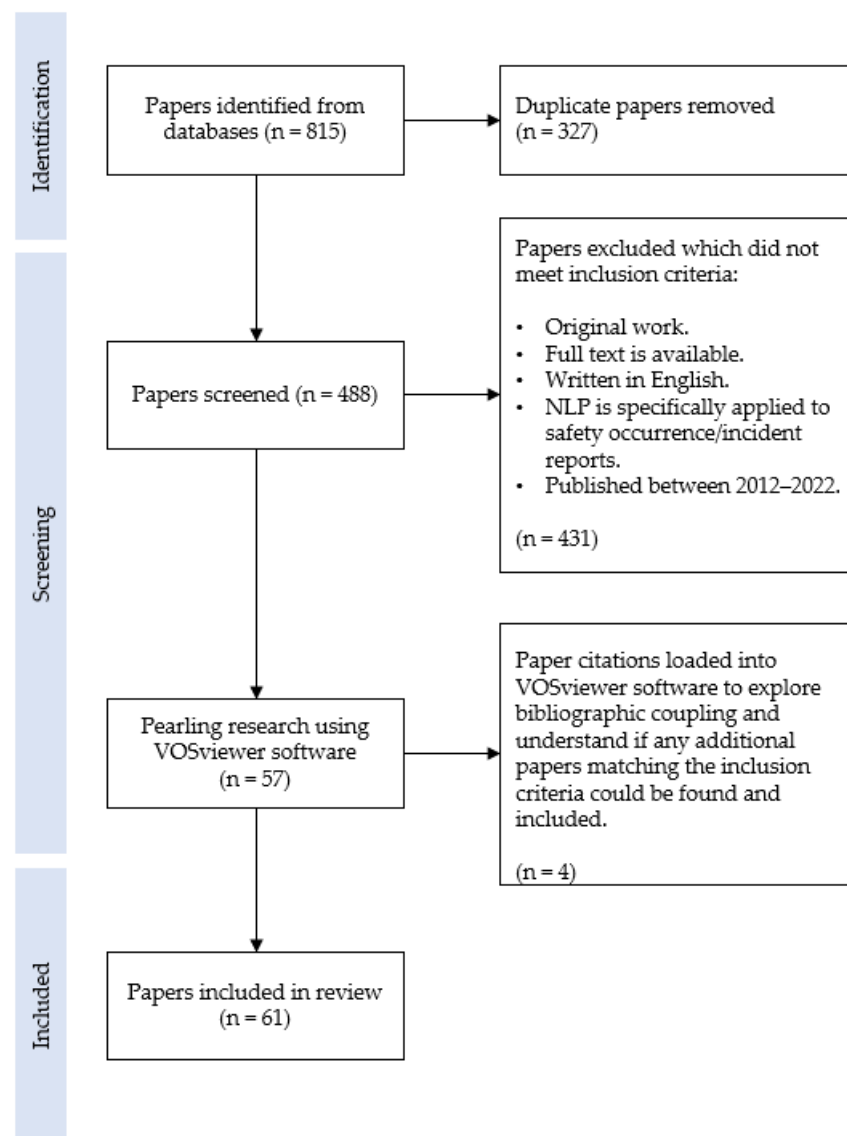 Identification
Papers identified from
databases (n = 815)
Duplicate papers removed
(n = 327)
Screening
Papers screened (n = 488)
Papers excluded which did not
meet inclusion criteria:
• Original work.
• Full text is available.
• Written in English.
• NLP is specifically applied to
safety occurrence/incident
reports.
• Published between 2012–2022.
(n = 431)
Pearling research using
VOSviewer software
(n = 57)
Paper citations loaded into
VOSviewer software to explore
bibliographic coupling and
understand if any additional
papers matching the inclusion
criteria could be found and
included.
(n = 4)
Included
Papers included in review
(n = 61)